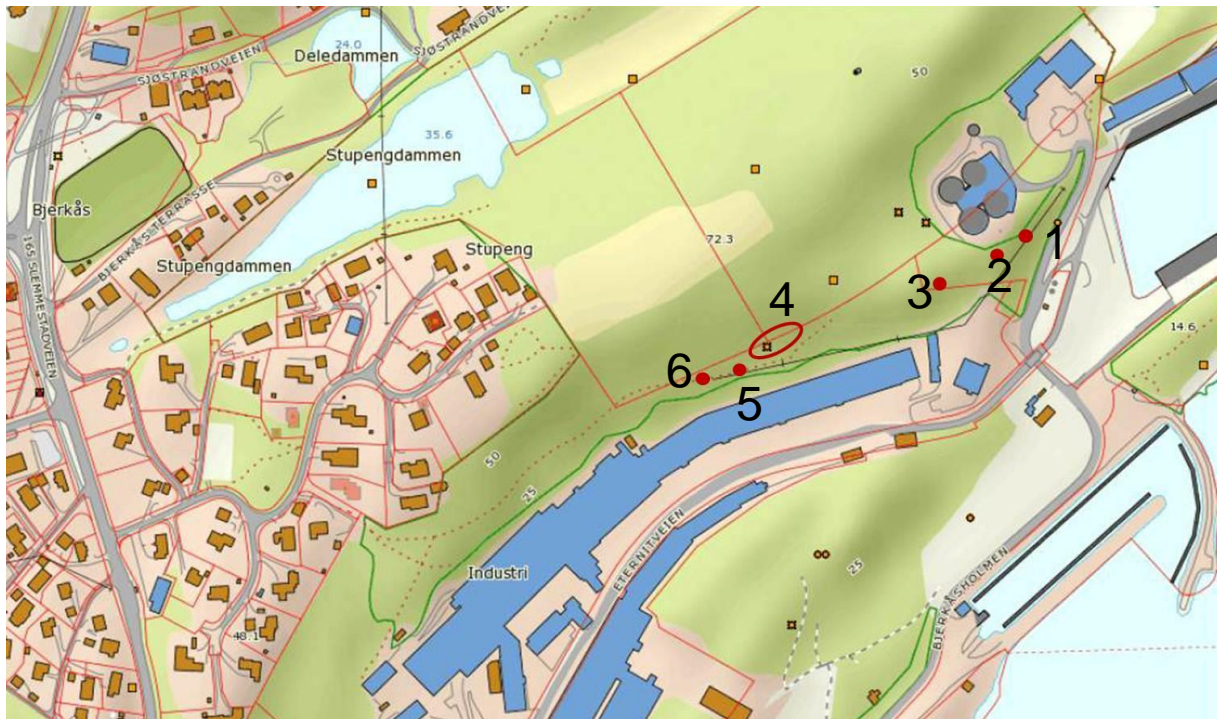 24.0
Deledammen
SJØSTRANDVEIEN
SJØSTRANDVEIEN
50
35.6
Stupengdammen
Bjerkås
BJERKÅS TERRASSE
165 SLEMMESTADVEIEN
Stupengdammen
Stupeng
72.3
1
2
3
4
5
6
14.6
50
25
Industri
ETERNITVEIEN
25
BJERKÅSHOLMEN
48.1